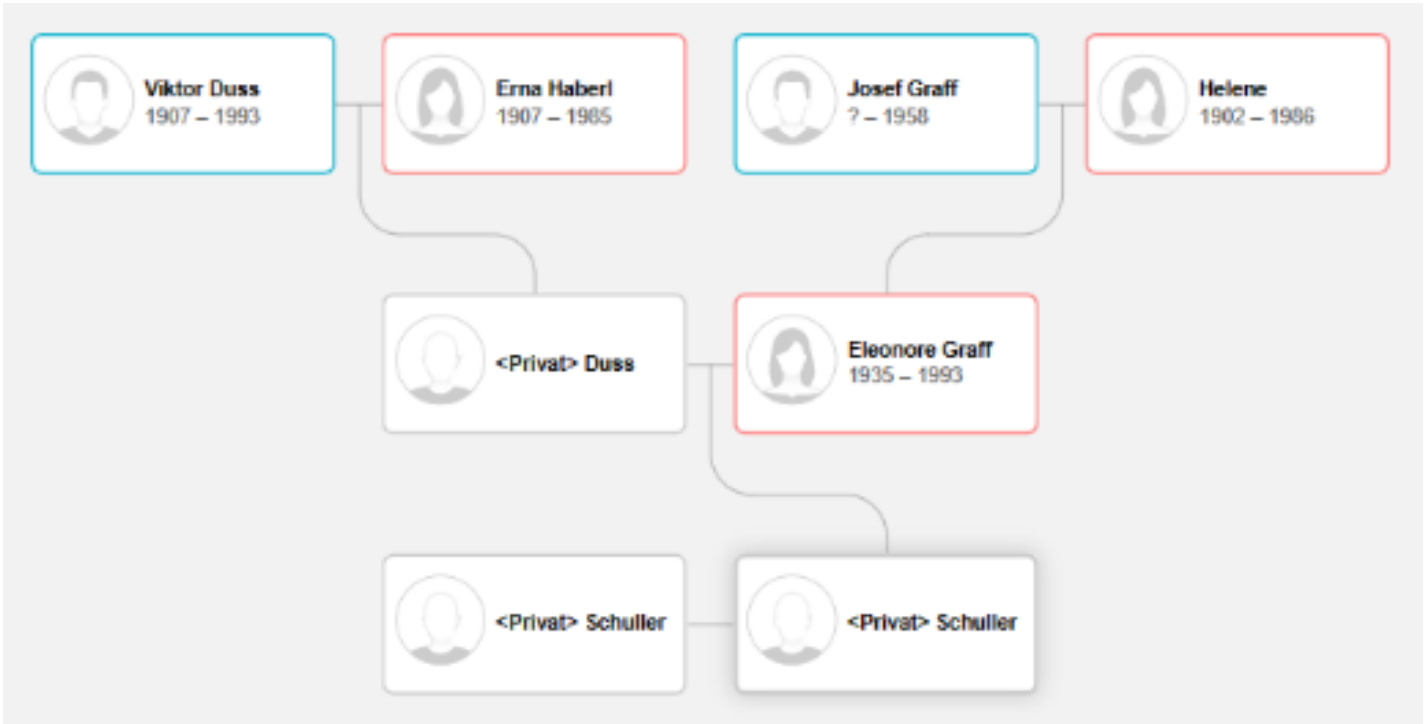 Viktor Duss
1907 – 1993
Erna Haberl
1907 – 1985
Josef Graff
? – 1958
Helene
1902 – 1986
<Privat> Duss
Eleonore Graff
1935 – 1993
<Privat> Schuller
<Privat> Schuller